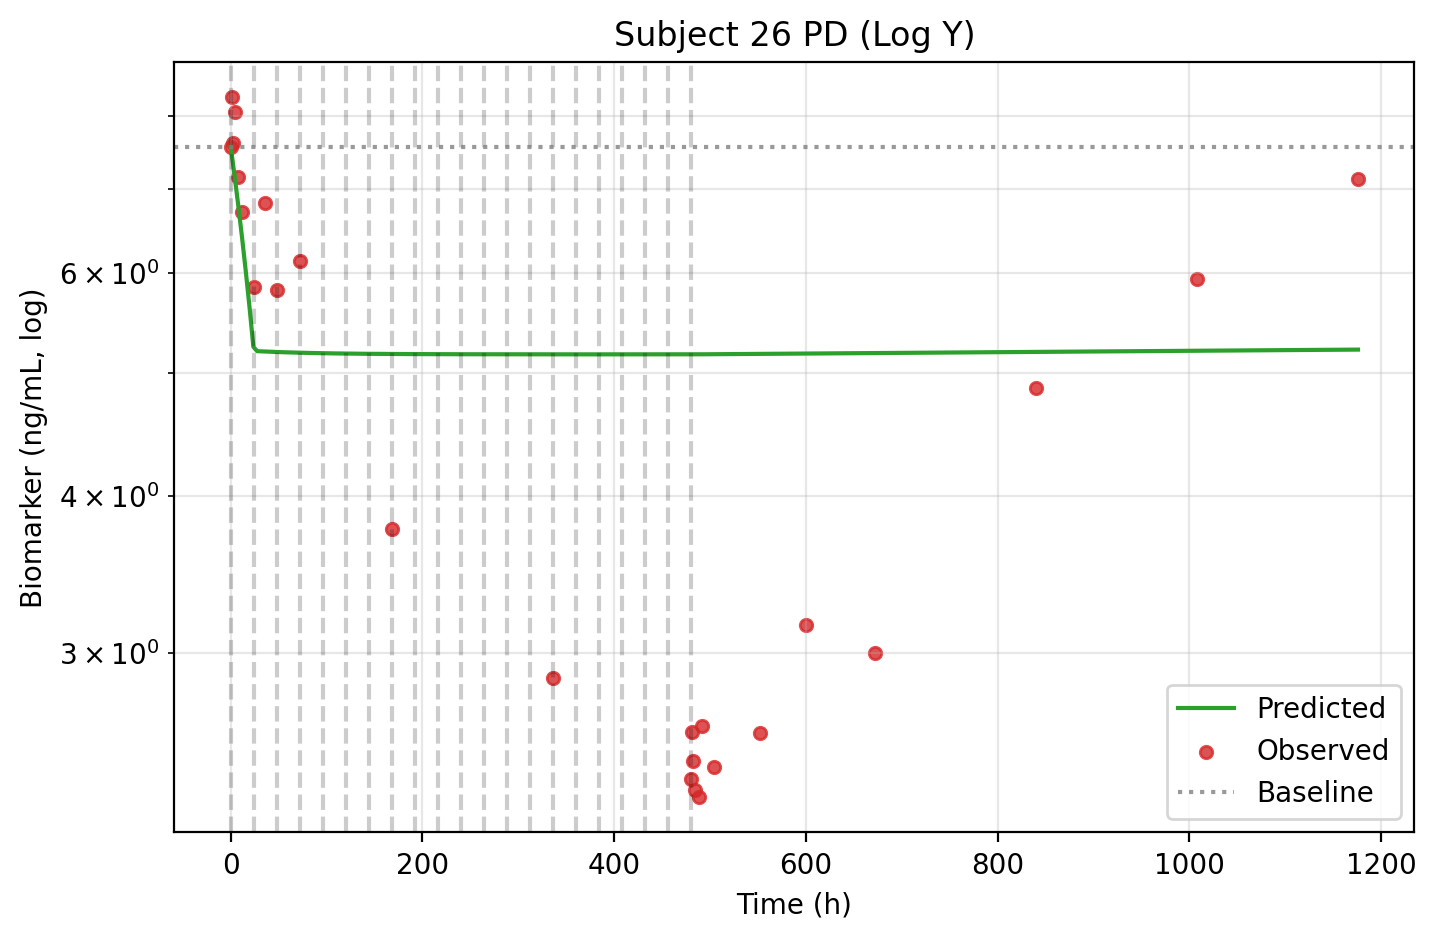 Subject 26 PD (Log Y)
Biomarker (ng/mL, log)
6 × 10⁰
4 × 10⁰
3 × 10⁰
0
200
400
600
800
1000
1200
Time (h)
Predicted
Observed
Baseline